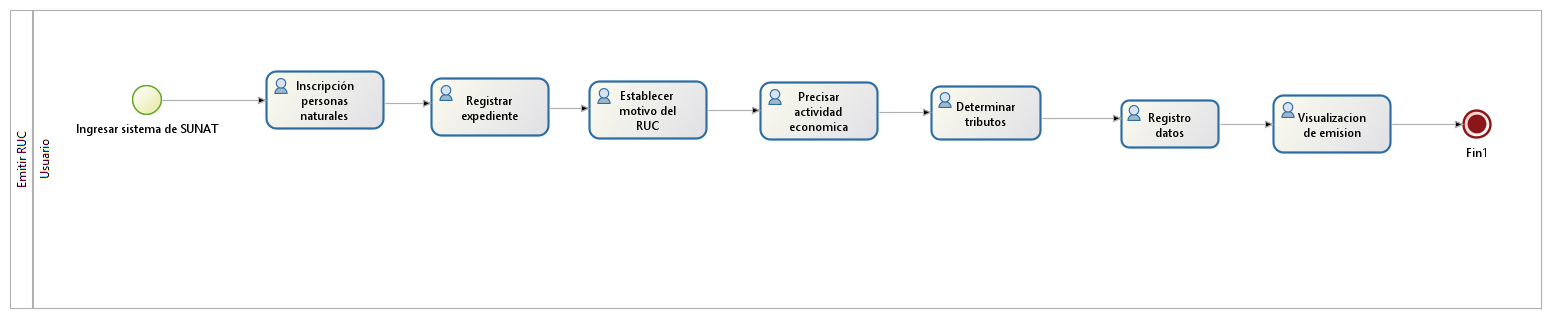 Emitir RUC
Usuario
Ingresar sistema de SUNAT
Inscripción
personas
naturales
Registrar
expediente
Establecer
motivo del
RUC
Precisar
actividad
economica
Determinar
tributos
Registro
datos
Visualizacion
de emision
Fin1